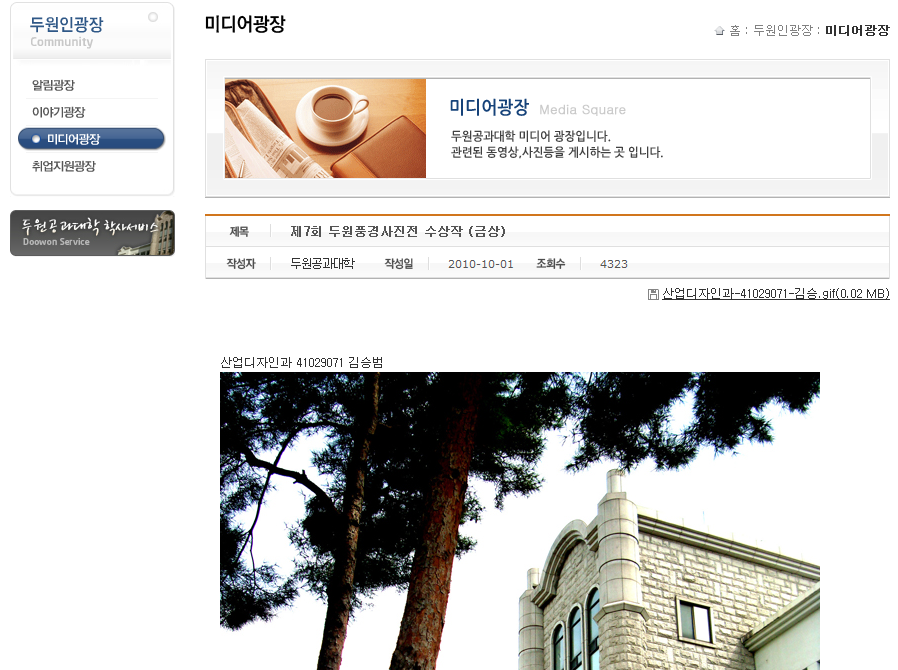 두원인광장
Community
알림광장
이야기광장
미디어광장
취업지원광장
두원공과대학 학사서비스
Doowon Service
미디어광장
홈 : 두원인광장 : 미디어광장
미디어광장 Media Square
두원공과대학 미디어 광장입니다.
관련된 동영상,사진등을 게시하는 곳 입니다.
제목 제7회 두원풍경사진전 수상작 (금상)
작성자 두원공과대학 작성일 2010-10-01 조회수 4323
산업디자인과-41029071-김승.gif(0.02 MB)
산업디자인과 41029071 김승범